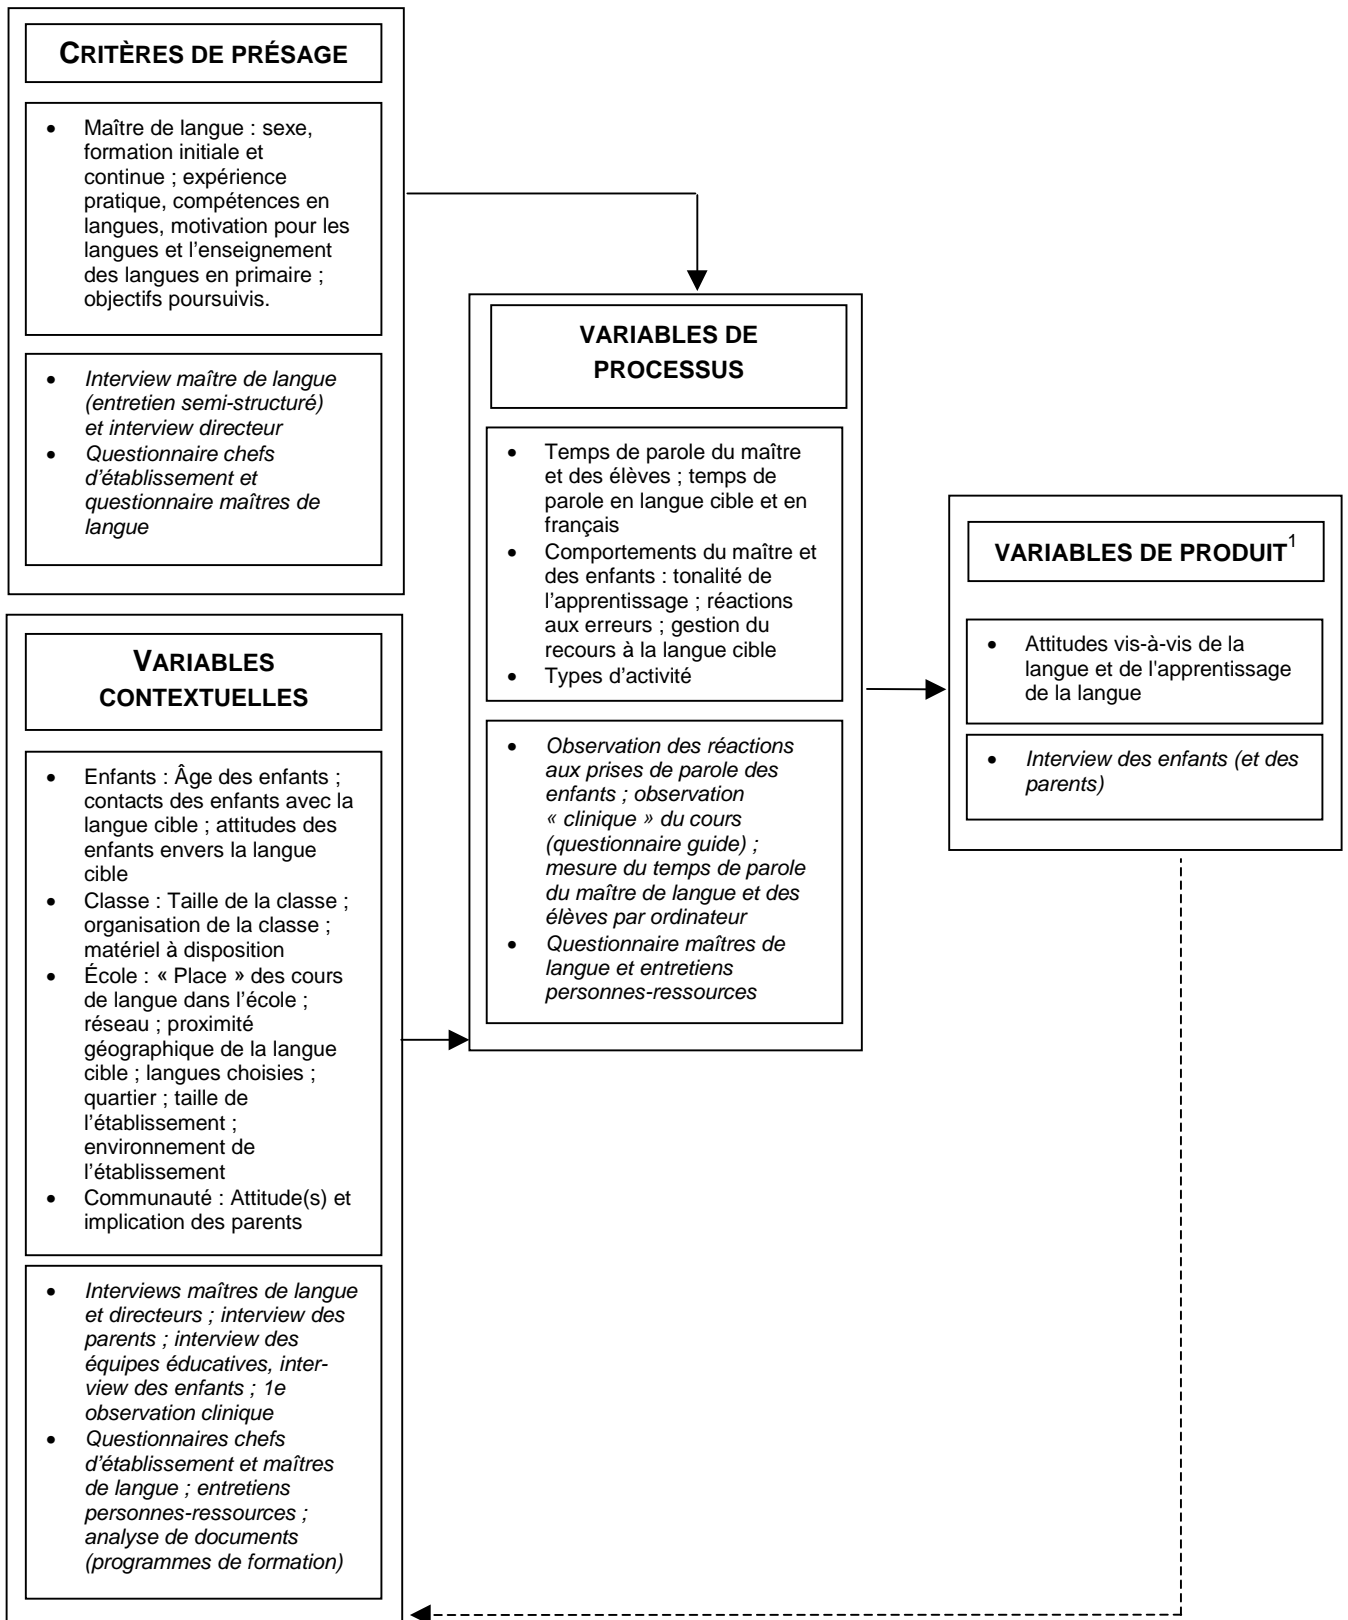 CRITÈRES DE PRÉSAGE
• Maître de langue : sexe,
formation initiale et
continue ; expérience
pratique, compétences en
langues, motivation pour les
langues et l’enseignement
des langues en primaire ;
objectifs poursuivis.
• Interview maître de langue
(entretien semi-structuré)
et interview directeur
• Questionnaire chefs
d’établissement et
questionnaire maîtres de
langue
VARIABLES
CONTEXTUELLES
• Enfants : Âge des enfants ;
contacts des enfants avec la
langue cible ; attitudes des
enfants envers la langue
cible
• Classe : Taille de la classe ;
organisation de la classe ;
matériel à disposition
• École : « Place » des cours
de langue dans l’école ;
réseau ; proximité
géographique de la langue
cible ; langues choisies ;
quartier ; taille de
l’établissement ;
environnement de
l’établissement
• Communauté : Attitude(s) et
implication des parents
• Interviews maîtres de langue
et directeurs ; interview des
parents ; interview des
équipes éducatives, inter-
view des enfants ; 1e
observation clinique
• Questionnaires chefs
d’établissement et maîtres
de langue ; entretiens
personnes-ressources ;
analyse de documents
(programmes de formation)
VARIABLES DE
PROCESSUS
• Temps de parole du maître
et des élèves ; temps de
parole en langue cible et en
français
• Comportements du maître et
des enfants : tonalité de
l’apprentissage ; réactions
aux erreurs ; gestion du
recours à la langue cible
• Types d’activité
• Observation des réactions
aux prises de parole des
enfants ; observation
« clinique » du cours
(questionnaire guide) ;
mesure du temps de parole
du maître de langue et des
élèves par ordinateur
• Questionnaire maîtres de
langue et entretiens
personnes-ressources
VARIABLES DE PRODUIT1
• Attitudes vis-à-vis de la
langue et de l'apprentissage
de la langue
• Interview des enfants (et des
parents)